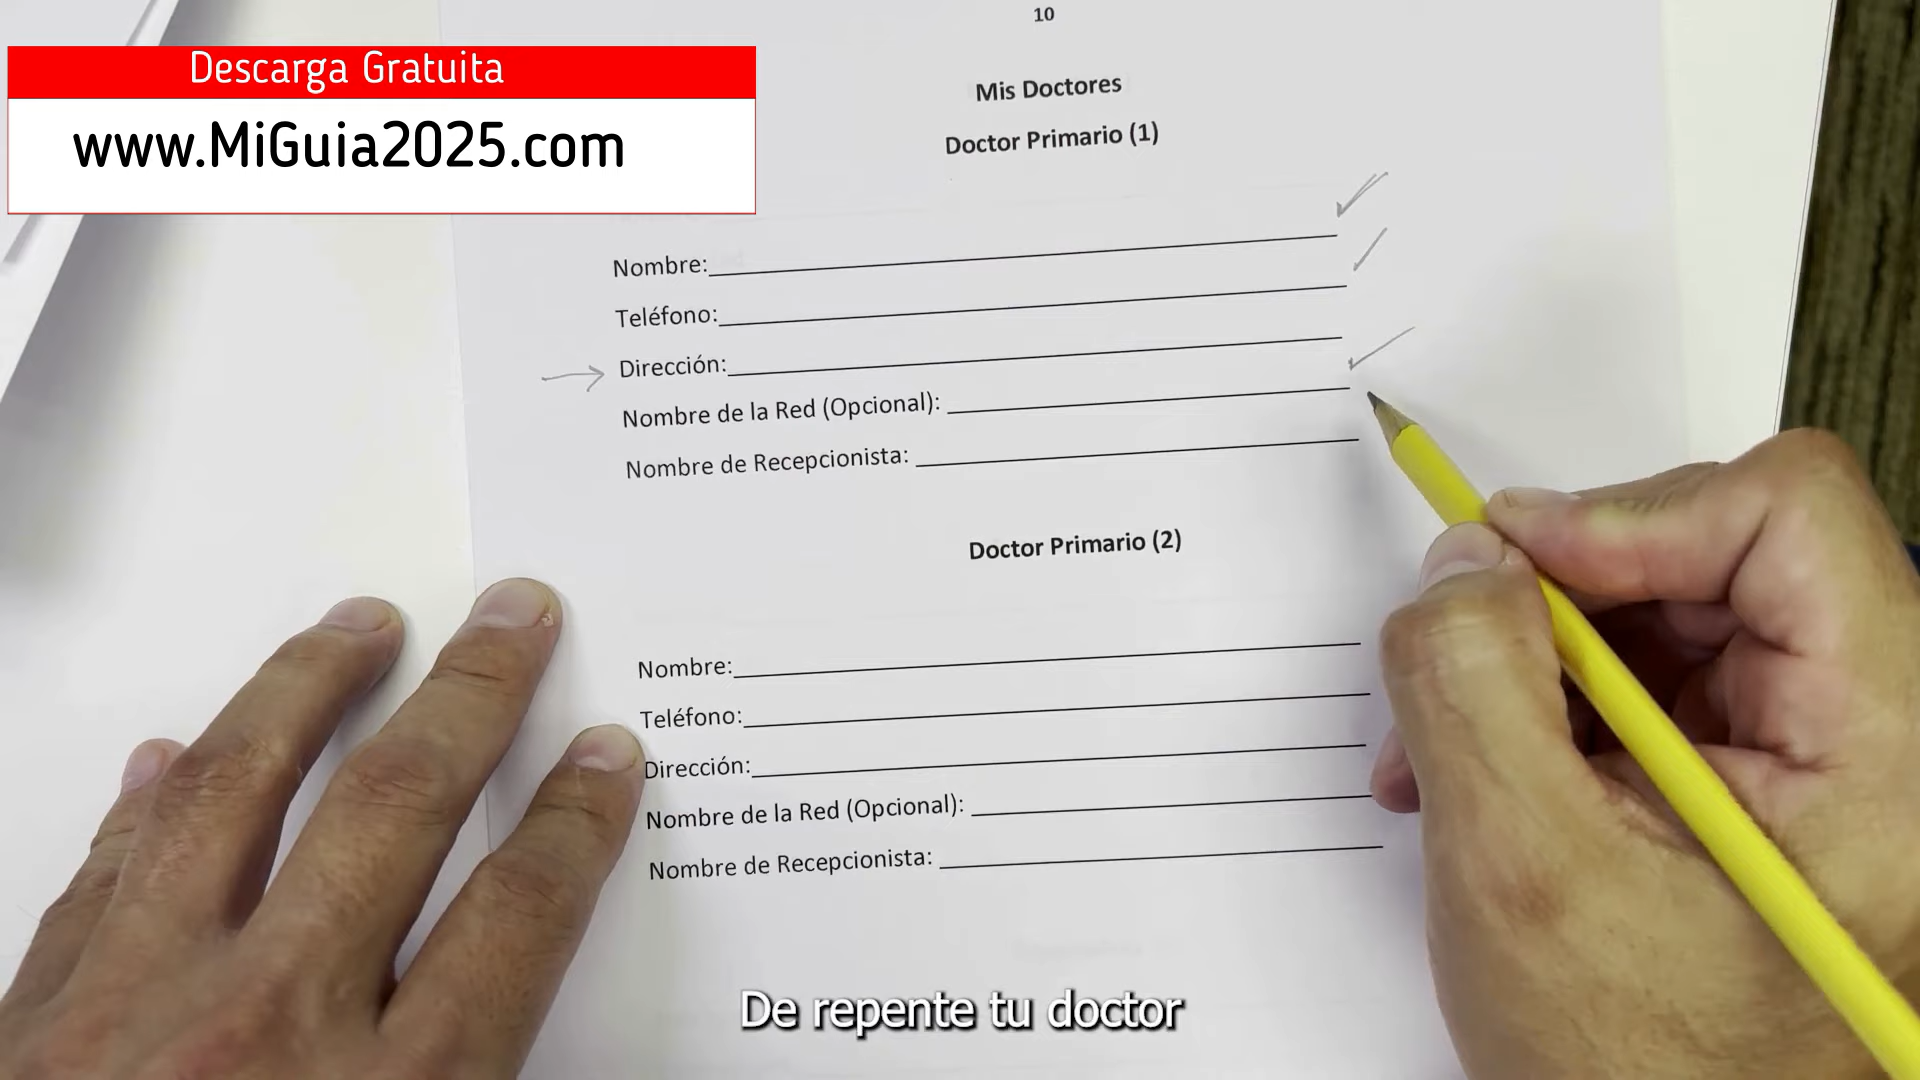 10
Descarga Gratuita
www.MiGuia2025.com
Mis Doctores
Doctor Primario (1)
Nombre:
Teléfono:
Dirección:
Nombre de la Red (Opcional):
Nombre de Recepcionista:
Doctor Primario (2)
Nombre:
Teléfono:
Dirección:
Nombre de la Red (Opcional):
Nombre de Recepcionista:
De repente tu doctor